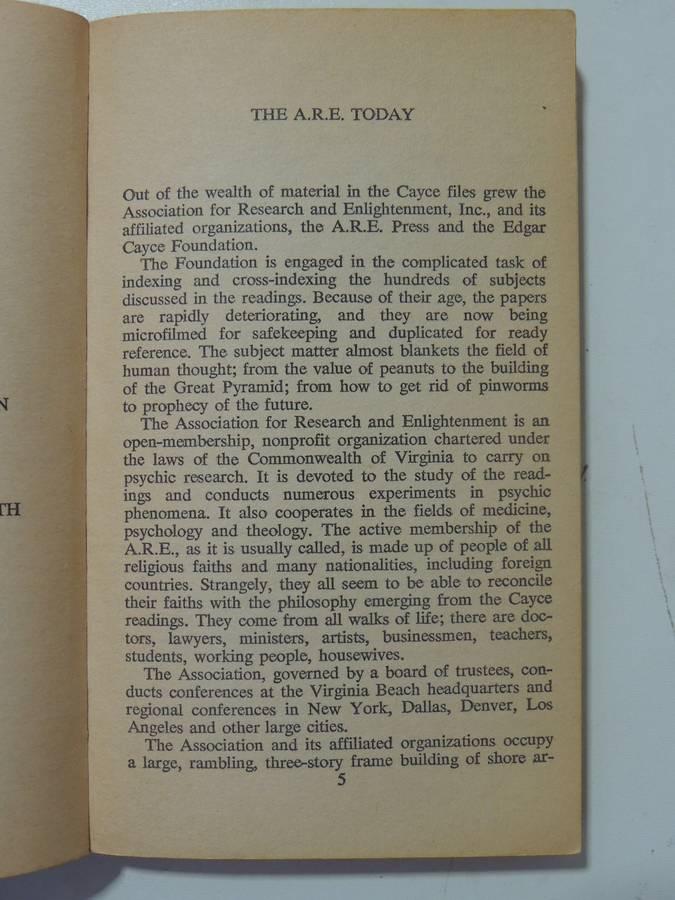 THE A.R.E. TODAY
Out of the wealth of material in the Cayce files grew the
Association for Research and Enlightenment, Inc., and its
affiliated organizations, the A.R.E. Press and the Edgar
Cayce Foundation.
The Foundation is engaged in the complicated task of
indexing and cross-indexing the hundreds of subjects
discussed in the readings. Because of their age, the papers
are rapidly deteriorating, and they are now being
microfilmed for safekeeping and duplicated for ready
reference. The subject matter almost blankets the field of
human thought; from the value of peanuts to the building
of the Great Pyramid; from how to get rid of pinworms
to prophecy of the future.
The Association for Research and Enlightenment is an
open-membership, nonprofit organization chartered under
the laws of the Commonwealth of Virginia to carry on
psychic research. It is devoted to the study of the read-
ings and conducts numerous experiments in psychic
phenomena. It also cooperates in the fields of medicine,
psychology and theology. The active membership of the
A.R.E., as it is usually called, is made up of people of all
religious faiths and many nationalities, including foreign
countries. Strangely, they all seem to be able to reconcile
their faiths with the philosophy emerging from the Cayce
readings. They come from all walks of life; there are doc-
tors, lawyers, ministers, artists, businessmen, teachers,
students, working people, housewives.
The Association, governed by a board of trustees, con-
ducts conferences at the Virginia Beach headquarters and
regional conferences in New York, Dallas, Denver, Los
Angeles and other large cities.
The Association and its affiliated organizations occupy
a large, rambling, three-story frame building of shore ar-
5